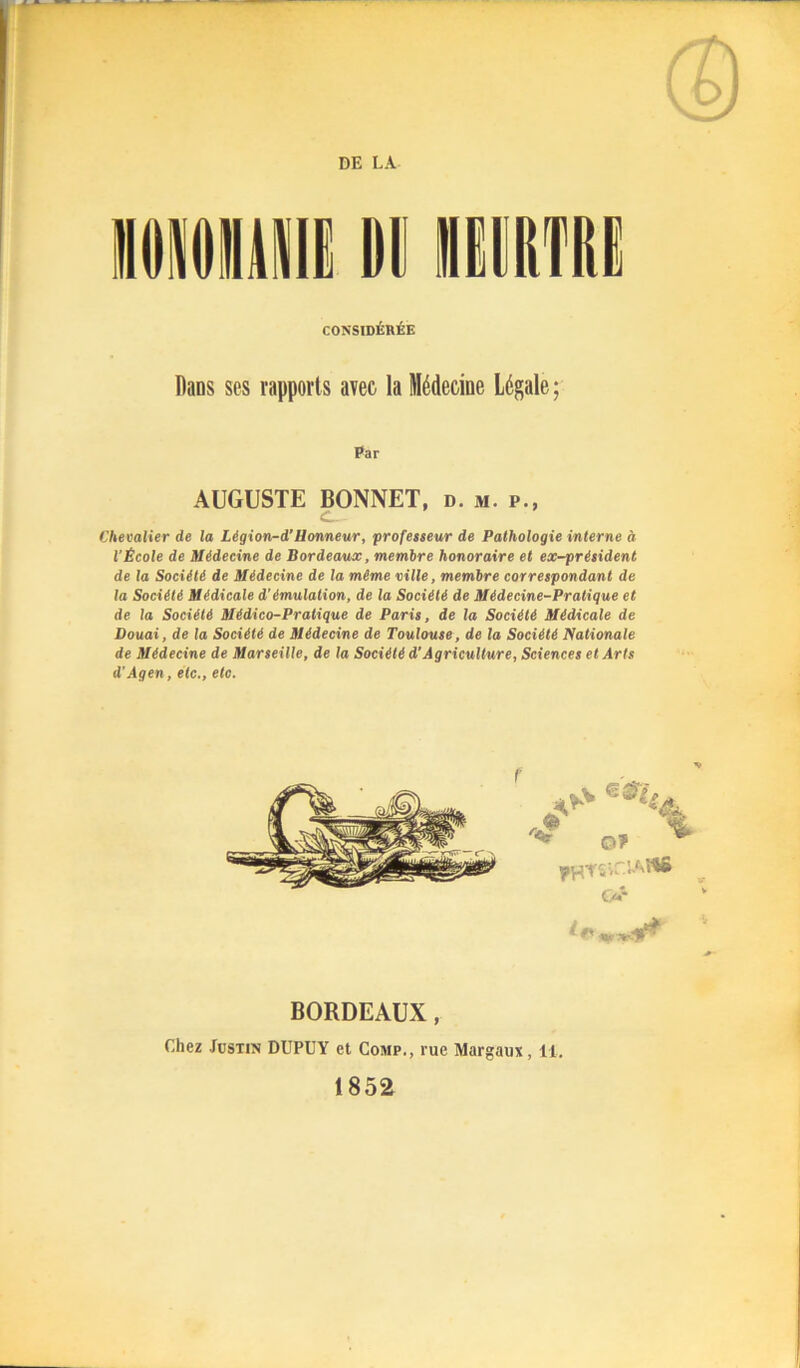 6
DE LA
MONOMANIE DU MEURTRE
CONSIDÉRÉE
Dans ses rapports avec la Médecine Légale;
Par
AUGUSTE BONNET, D. M. P.,
Chevalier de la Légion-d'Honneur, professeur de Pathologie interne à
l'École de Médecine de Bordeaux, membre honoraire et ex-président
de la Société de Médecine de la même ville, membre correspondant de
la Société Médicale d'émulation, de la Société de Médecine-Pratique et
de la Société Médico-Pratique de Paris, de la Société Médicale de
Douai, de la Société de Médecine de Toulouse, de la Société Nationale
de Médecine de Marseille, de la Société d'Agriculture, Sciences et Arts
d'Agen, etc., etc.
OF
PHYSICIANS
BORDEAUX,
Chez JUSTIN DUPUY et COMP., rue Margaux, 11.
1852